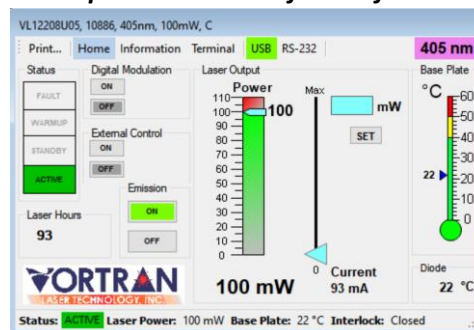 VL12208U05, 10886, 405nm, 100mW, C
Print... Home Information Terminal USB RS-232 405 nm
Status Digital Modulation Laser Output Base Plate
FAULT
WARMUP
STANDBY
ACTIVE
ON
OFF
External Control
ON
OFF
Emission
ON
OFF
Laser Hours
93
VORTRAN
LASER TECHNOLOGY, INC.
Power
110
100
90
80
70
60
50
40
30
20
10
0
100
100 mW
Max
0
mW
SET
Current
93 mA
°C
60
50
40
30
20
10
0
22
Diode
22 °C
Status: ACTIVE Laser Power: 100 mW Base Plate: 22 °C Interlock: Closed